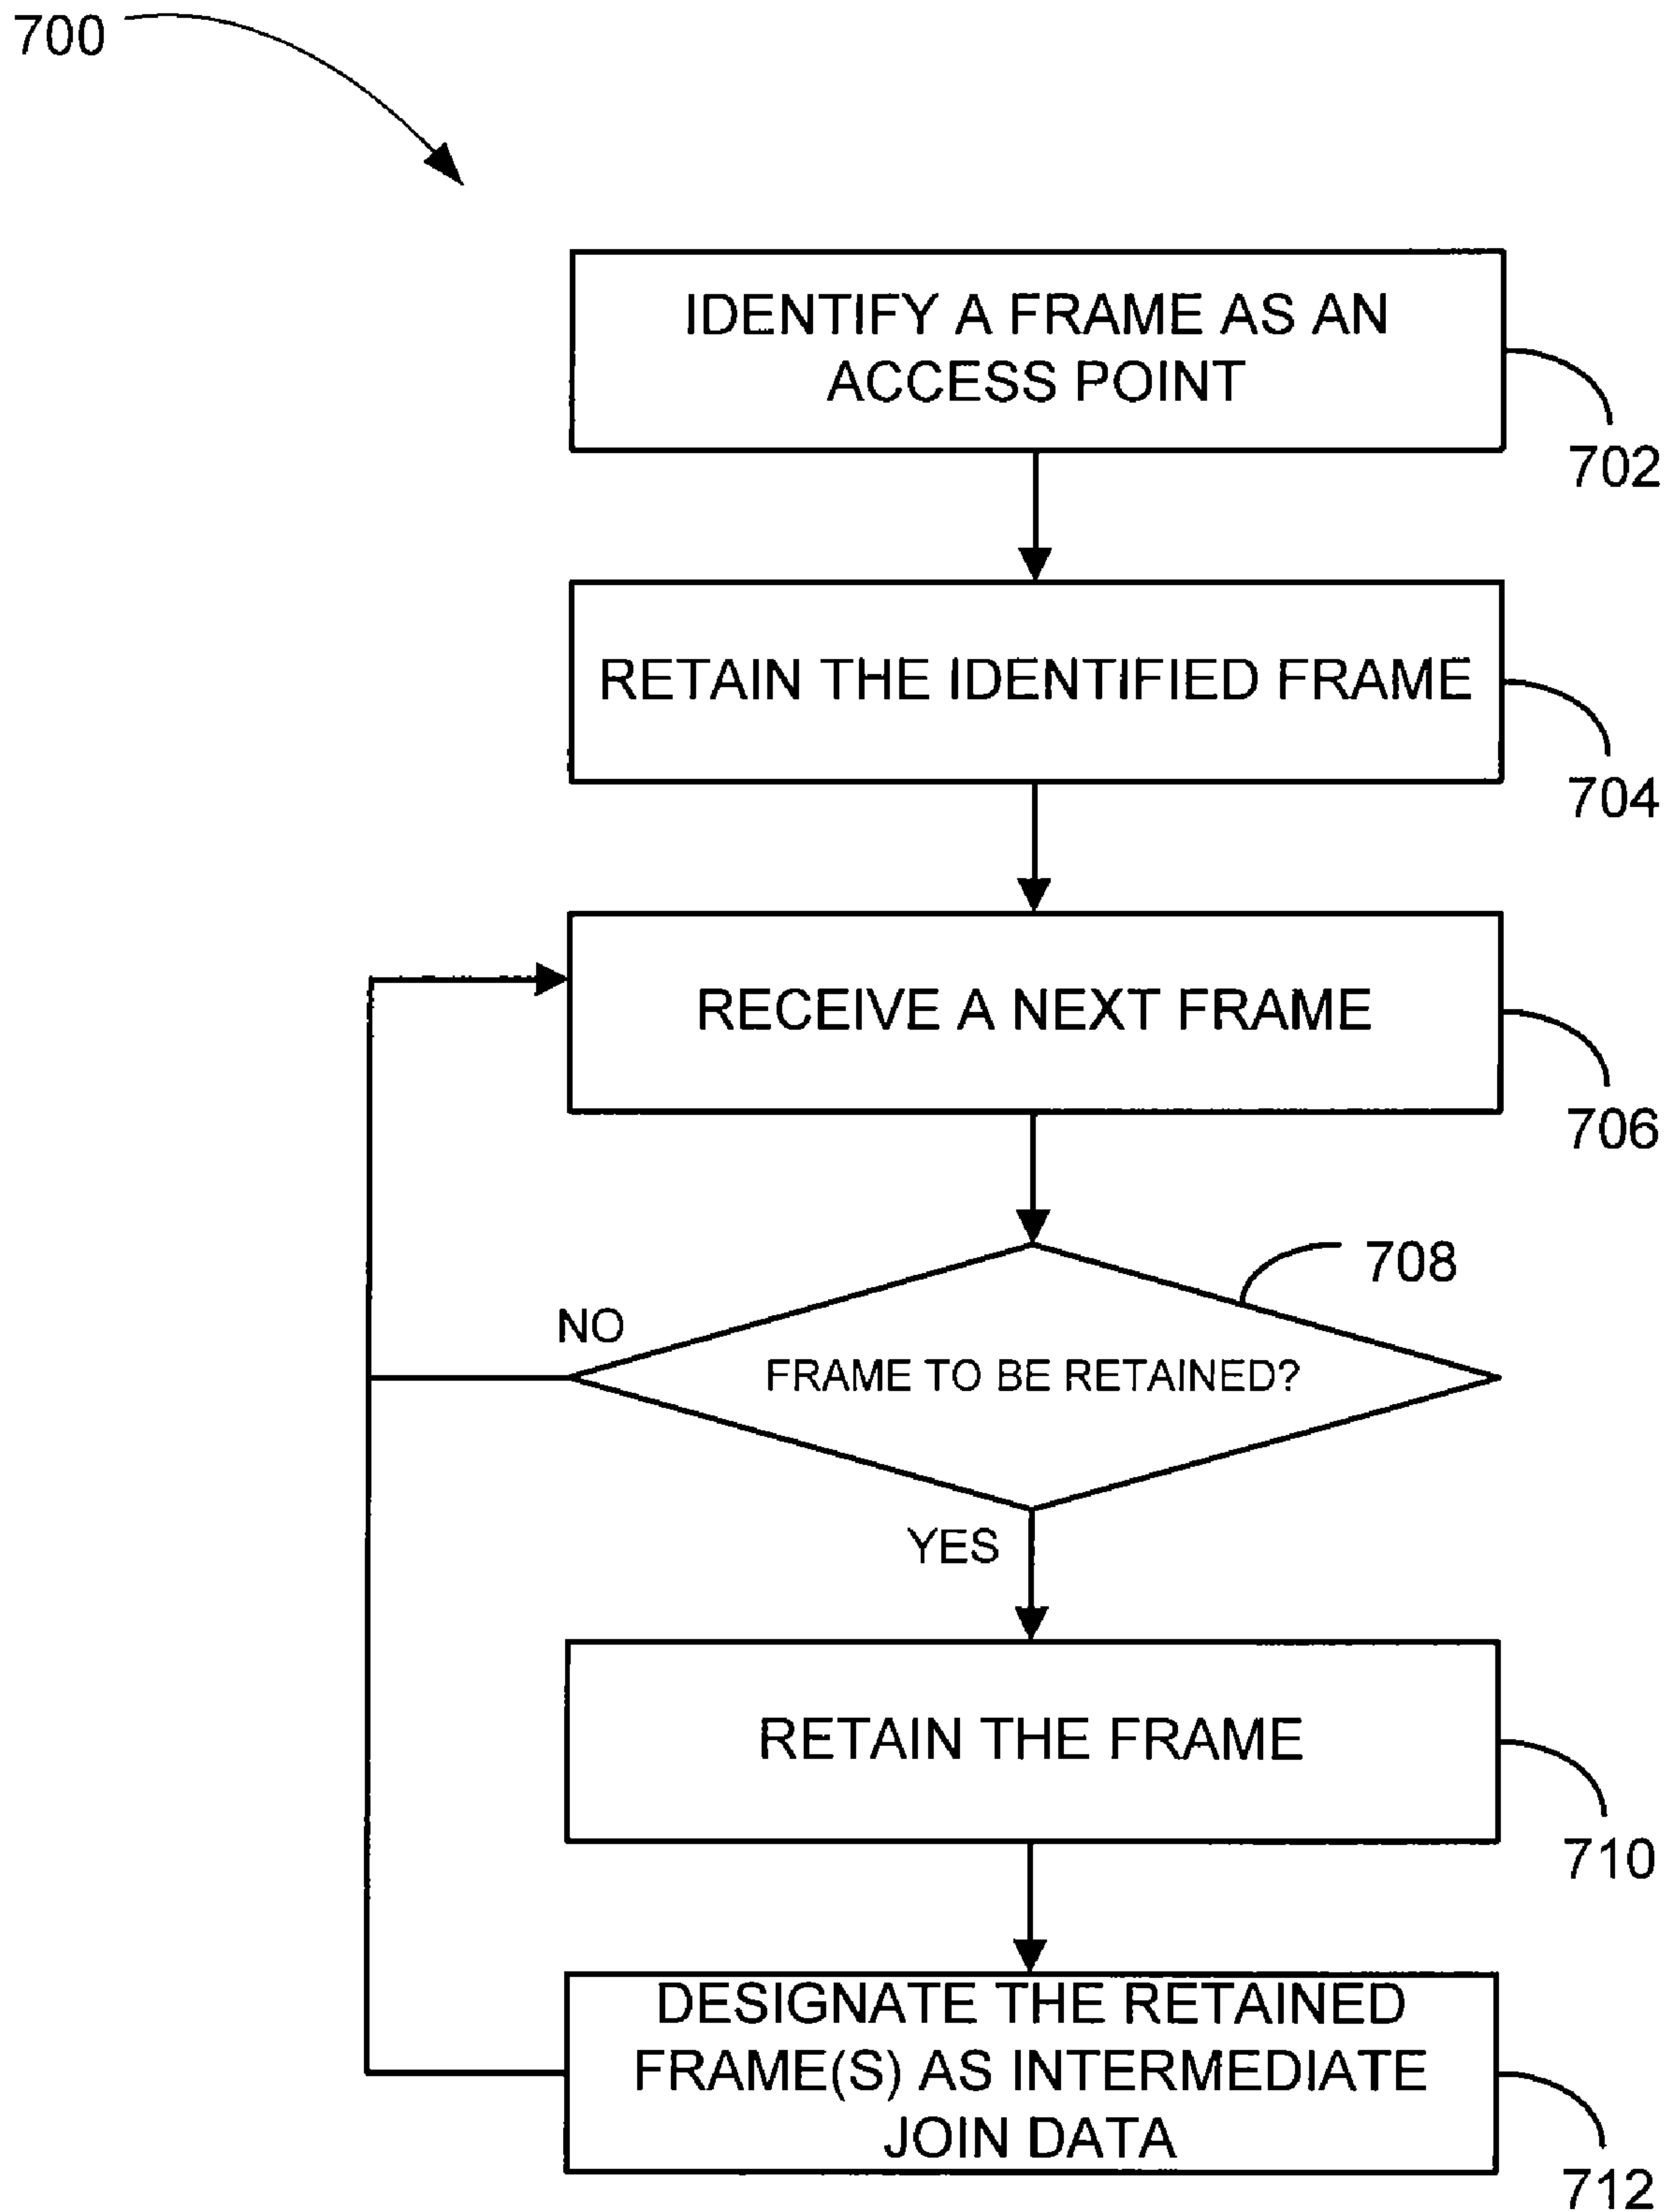 700
IDENTIFY A FRAME AS AN
ACCESS POINT
702
RETAIN THE IDENTIFIED FRAME
704
RECEIVE A NEXT FRAME
706
708
NO
FRAME TO BE RETAINED?
YES
RETAIN THE FRAME
710
DESIGNATE THE RETAINED
FRAME(S) AS INTERMEDIATE
JOIN DATA
712